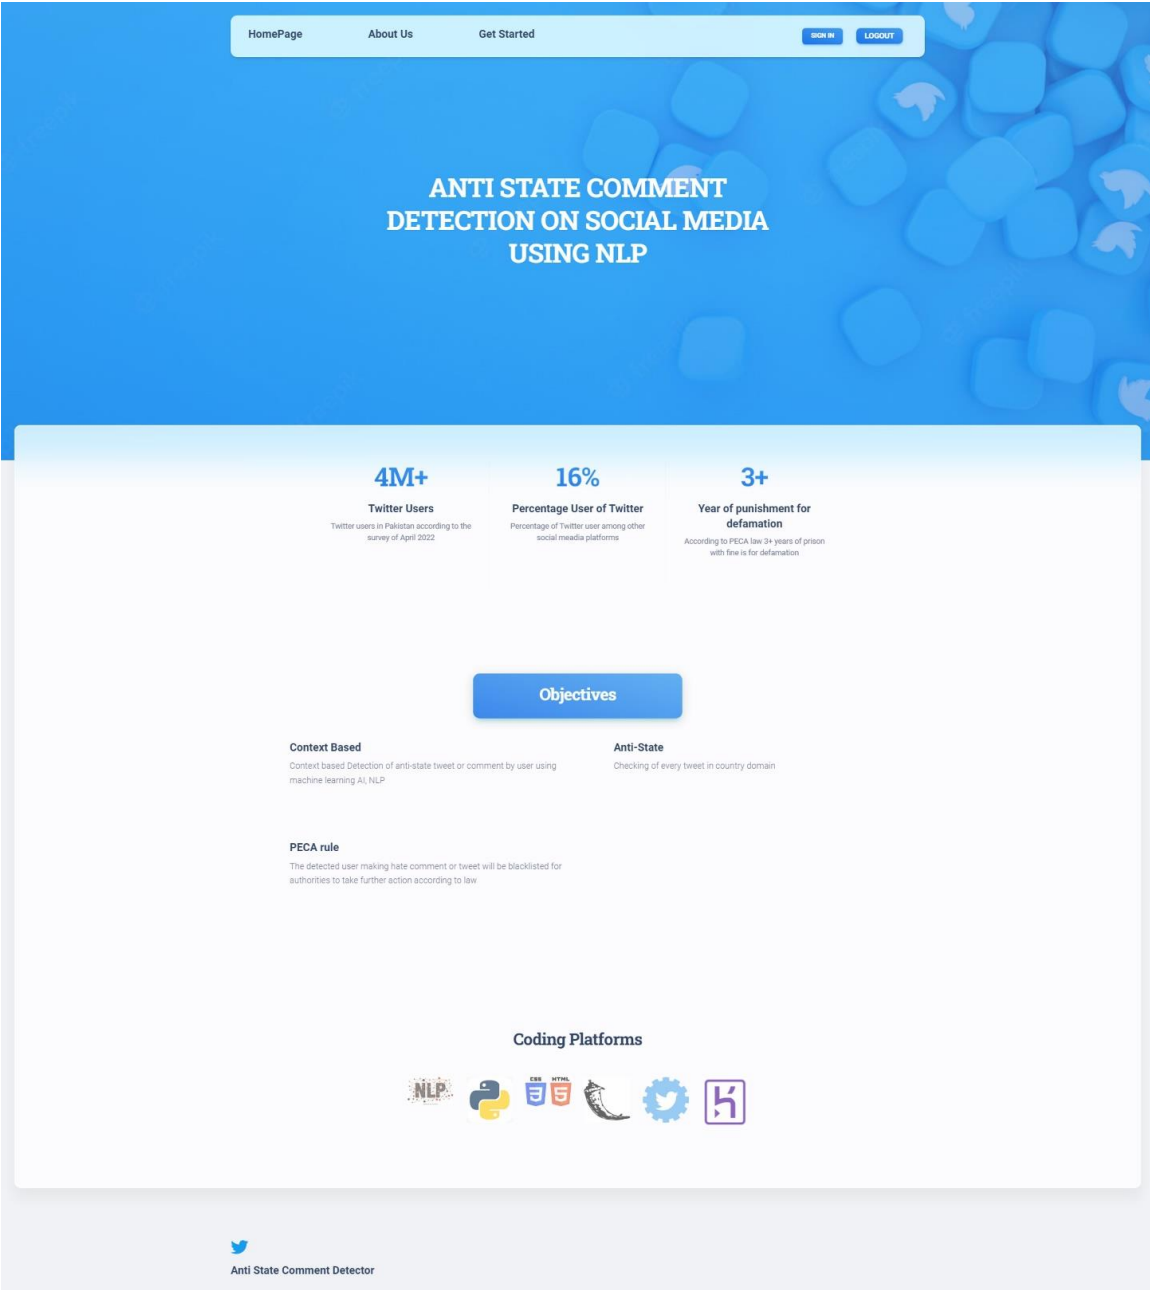 HomePage
About Us
Get Started
SIGN IN
LOGOUT
ANTI STATE COMMENT
DETECTION ON SOCIAL MEDIA
USING NLP
4M+
Twitter Users
Twitter users in Pakistan according to the
survey of April 2022
16%
Percentage User of Twitter
Percentage of Twitter user among other
social meadia platforms
3+
Year of punishment for
defamation
According to PECA law 3+ years of prison
with fine is for defamation
Objectives
Context Based
Context based Detection of anti-state tweet or comment by user using
machine learning AI, NLP
Anti-State
Checking of every tweet in country domain
PECA rule
The detected user making hate comment or tweet will be blacklisted for
authorities to take further action according to law
Coding Platforms
NLP
CSS
3
HTML
5
Anti State Comment Detector